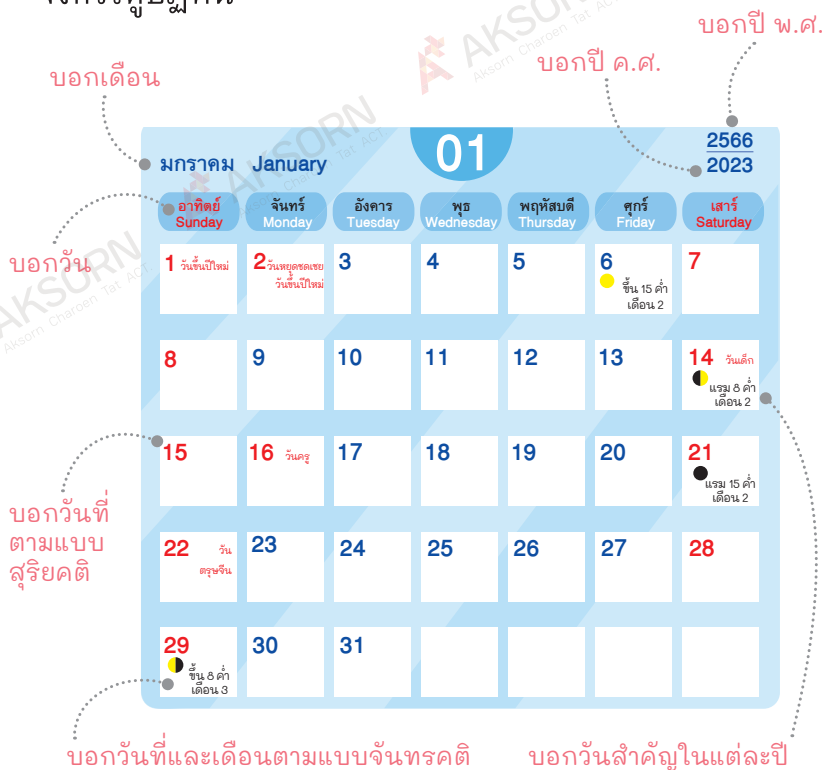 บอกปี พ.ศ.
บอกปี ค.ศ.
บอกเดือน
2566
2023
มกราคม January 01
อาทิตย์ จันทร์ อังคาร พุธ พฤหัสบดี ศุกร์ เสาร์
Sunday Monday Tuesday Wednesday Thursday Friday Saturday
บอกวัน
1 วันขึ้นปีใหม่ 2 วันหยุดชดเชย 3 4 5 6 7
วันขึ้นปีใหม่
ขึ้น 15 ค่ำ
เดือน 2
8 9 10 11 12 13 14 วันเด็ก
แรม 8 ค่ำ
เดือน 2
15 16 วันครู 17 18 19 20 21
แรม 15 ค่ำ
เดือน 2
บอกวันที่
ตามแบบ
สุริยคติ
22 วัน 23 24 25 26 27 28
ตรุษจีน
29 30 31
ขึ้น 8 ค่ำ
เดือน 3
บอกวันที่และเดือนตามแบบจันทรคติ บอกวันสำคัญในแต่ละปี
AKSORN
Aksorn Charoen Tat ACT.
AKSORN
Aksorn Charoen Tat ACT.
AKSORN
Aksorn Charoen Tat ACT.